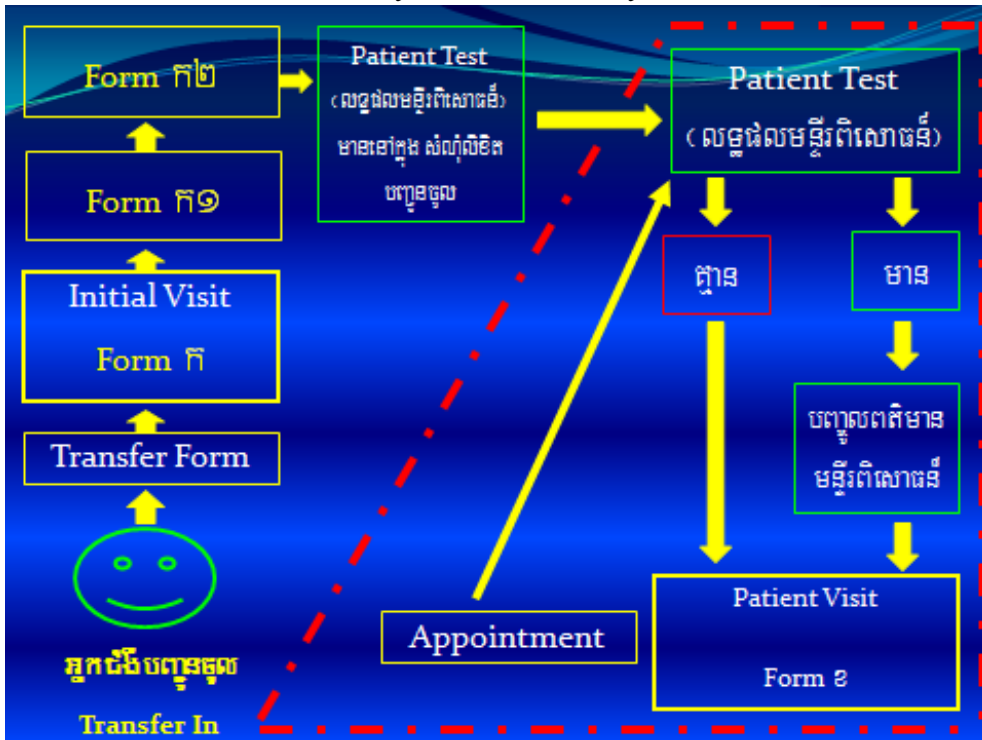 Form ក២
Form ក១
Initial Visit
Form ក
Transfer Form
អ្នកជំងឺបញ្ជូនចូល
Transfer In
Patient Test
(លទ្ធផលមន្ទីរពិសោធន៍)
មាននៅក្នុង សំណុំលិខិត
បញ្ជូនចូល
Patient Test
(លទ្ធផលមន្ទីរពិសោធន៍)
គ្មាន
មាន
បញ្ចូលពត៌មាន
មន្ទីរពិសោធន៍
Appointment
Patient Visit
Form ខ